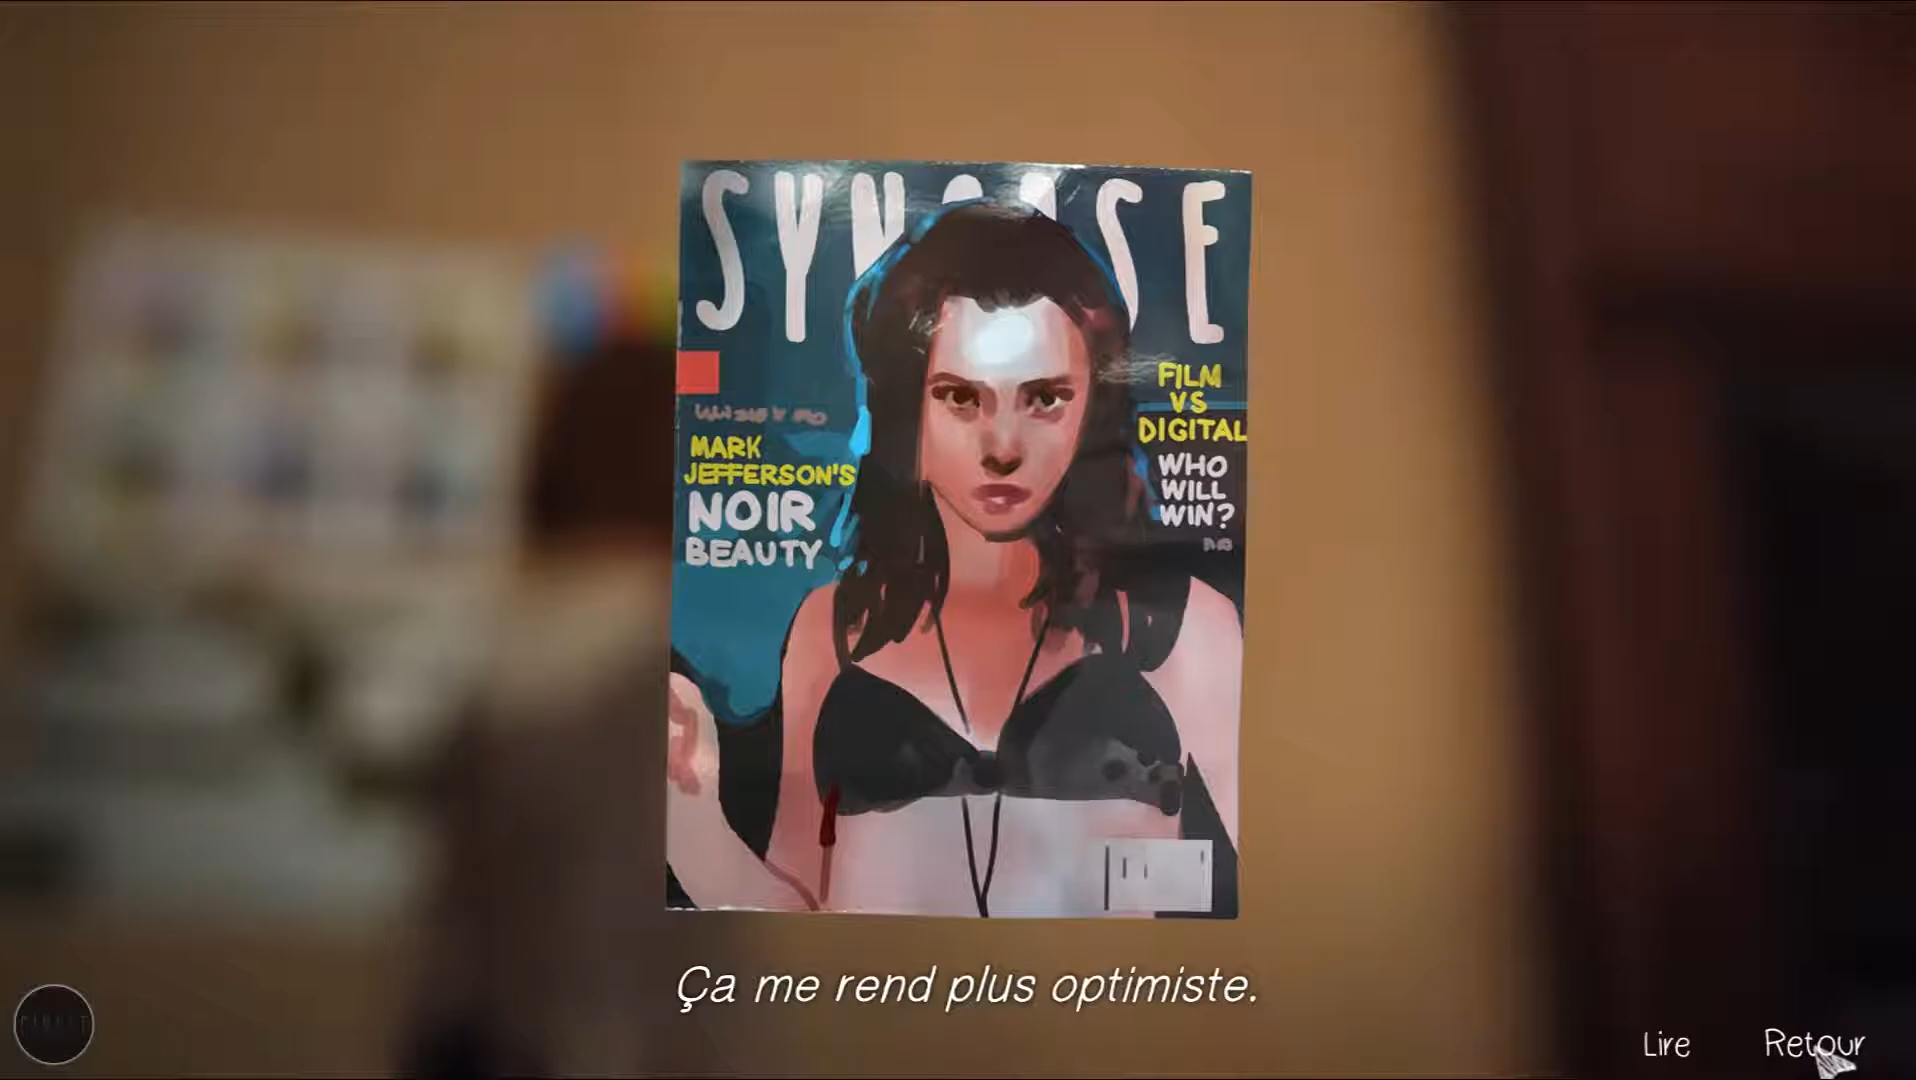 MARK
JEFFERSON'S
NOIR
BEAUTY
FILM
VS
DIGITAL
WHO
WILL
WIN?
Ça me rend plus optimiste.
Lire
Retour